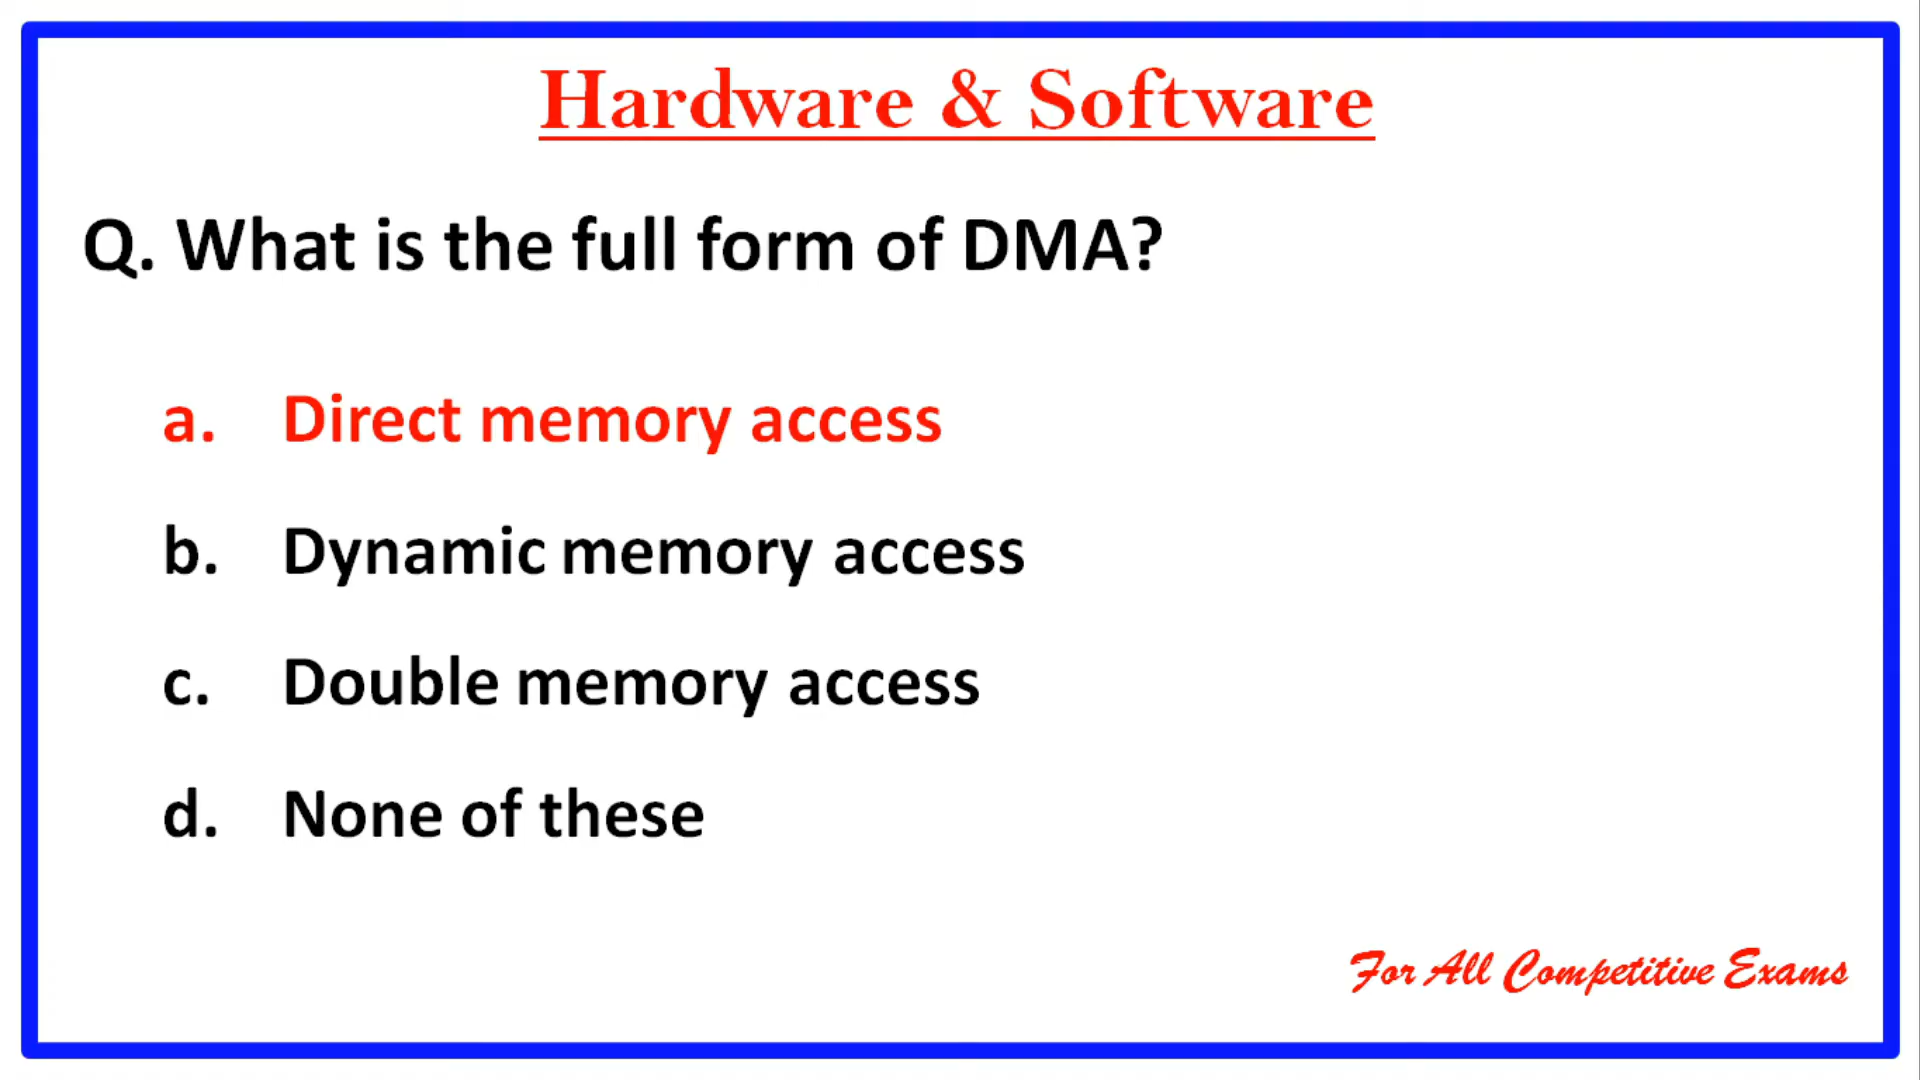 Hardware & Software
Q. What is the full form of DMA?
a. Direct memory access
b. Dynamic memory access
c. Double memory access
d. None of these
For All Competitive Exams